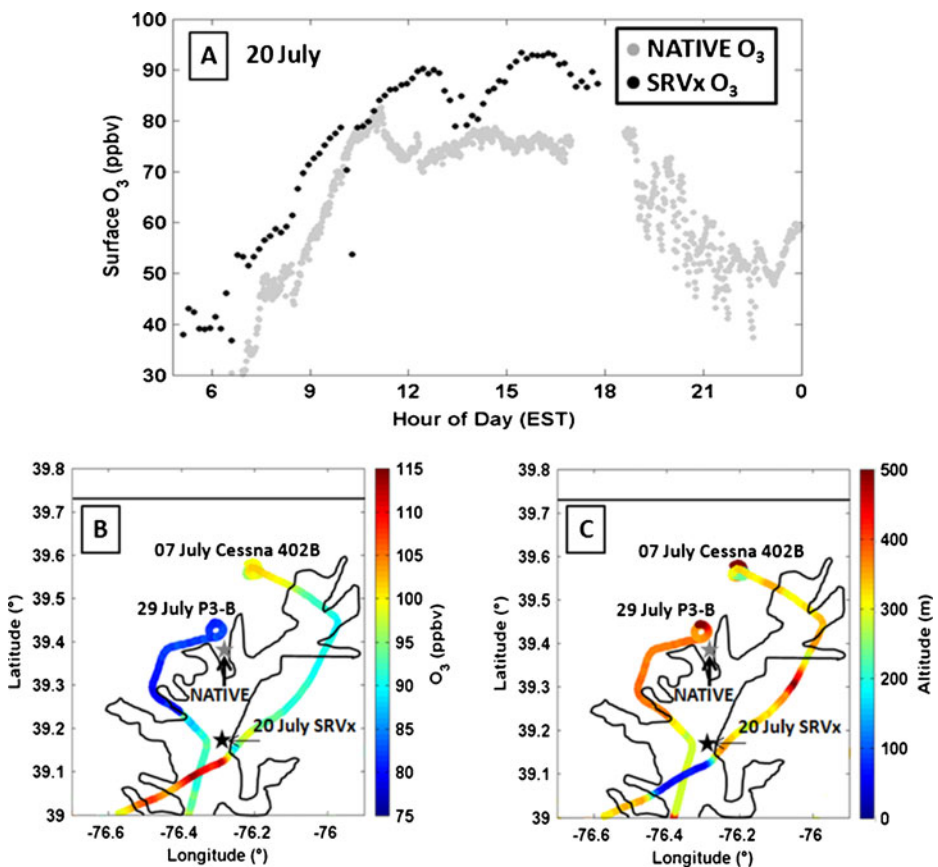 A 20 July
NATIVE O3
SRVx O3
100
90
80
70
60
50
40
30
Surface O3 (ppbv)
6 9 12 15 18 21 0
Hour of Day (EST)
B
39.8
39.7
39.6
39.5
39.4
39.3
39.2
39.1
39
Latitude (°)
07 July Cessna 402B
29 July P3-B
NATIVE
20 July SRVx
-76.6 -76.4 -76.2 -76
Longitude (°)
115
110
105
100
95
90
85
80
75
O3 (ppbv)
C
39.8
39.7
39.6
39.5
39.4
39.3
39.2
39.1
39
Latitude (°)
07 July Cessna 402B
29 July P3-B
NATIVE
20 July SRVx
-76.6 -76.4 -76.2 -76
Longitude (°)
500
400
300
200
100
0
Altitude (m)